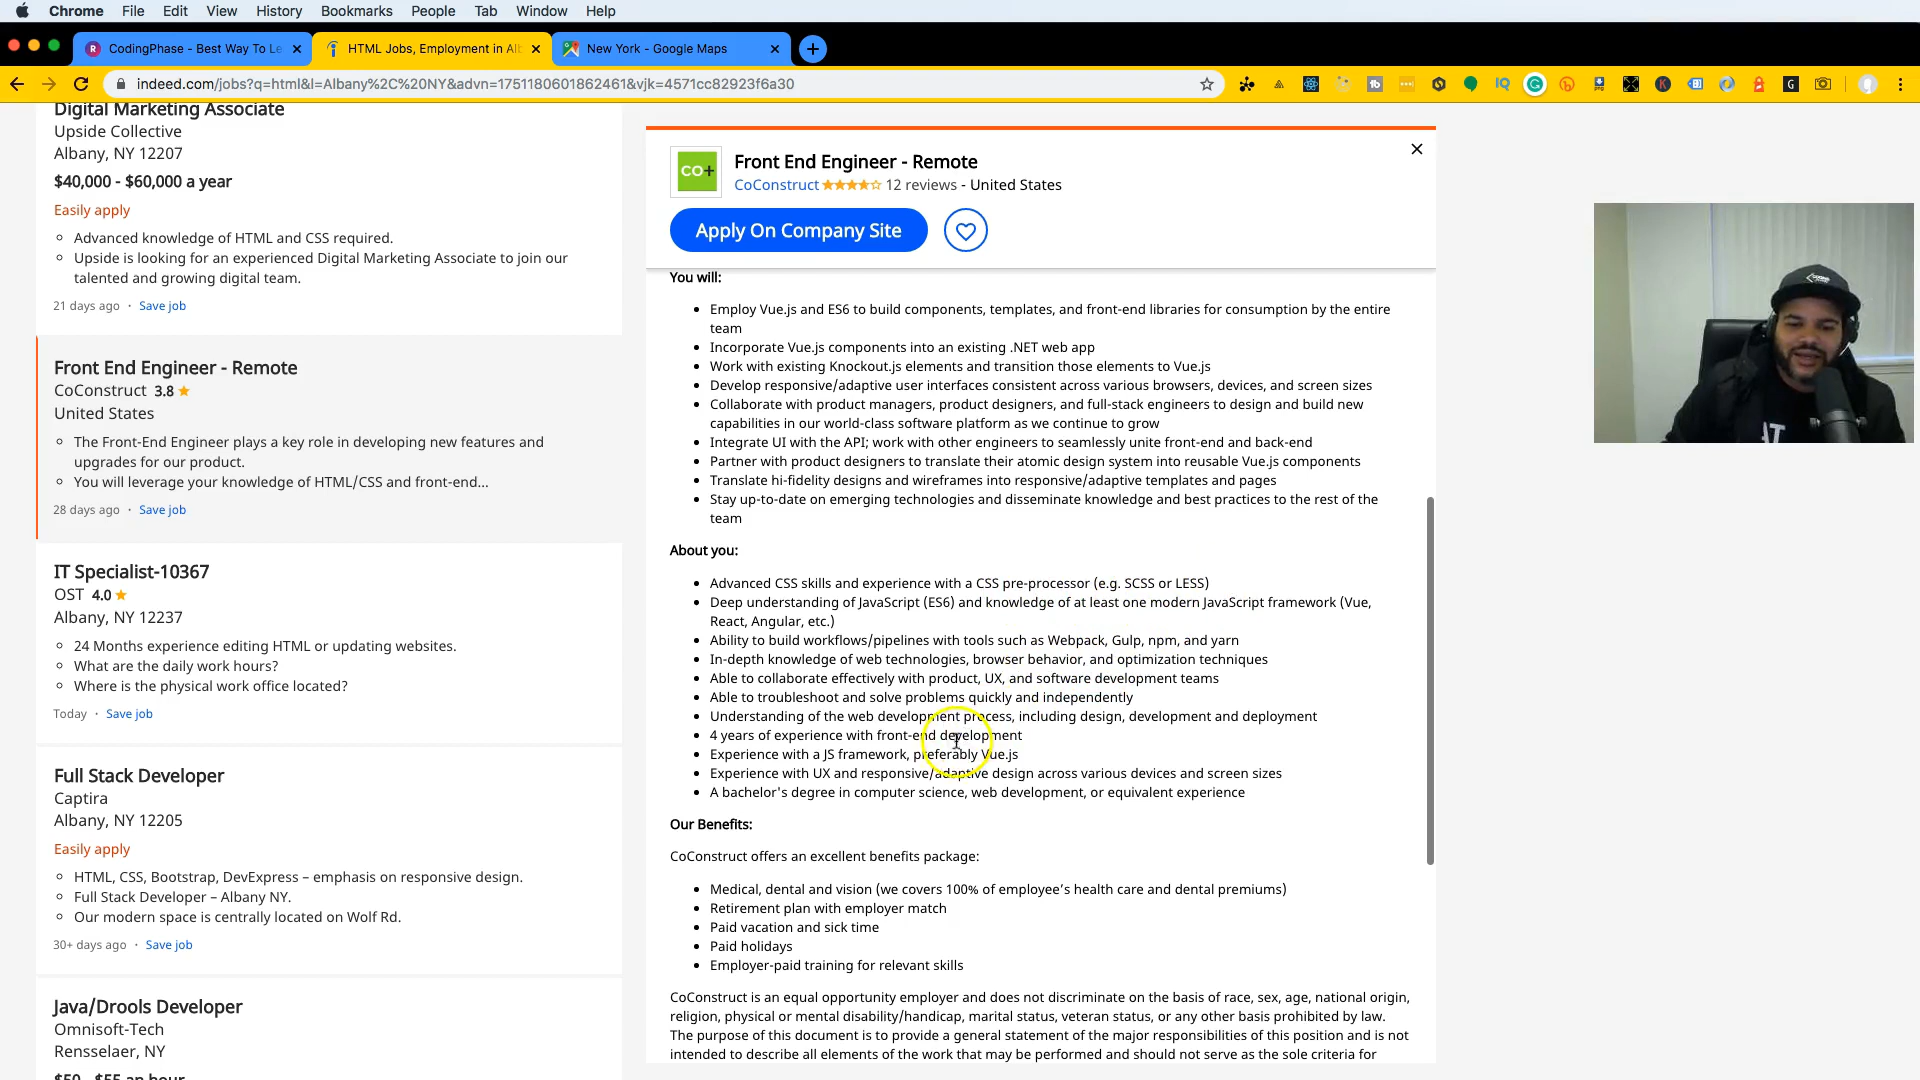 Chrome File Edit View History Bookmarks People Tab Window Help
CodingPhase - Best Way To Le
HTML Jobs, Employment in Alb
New York - Google Maps
indeed.com/jobs?q=html&l=Albany%2C%20NY&advn=1751180601862461&vjk=4571cc82923f6a30
Digital Marketing Associate
Upside Collective
Albany, NY 12207
$40,000 - $60,000 a year
Easily apply
Advanced knowledge of HTML and CSS required.
Upside is looking for an experienced Digital Marketing Associate to join our
talented and growing digital team.
21 days ago · Save job
Front End Engineer - Remote
CoConstruct 3.8
United States
The Front-End Engineer plays a key role in developing new features and
upgrades for our product.
You will leverage your knowledge of HTML/CSS and front-end...
28 days ago · Save job
IT Specialist-10367
OST 4.0
Albany, NY 12237
24 Months experience editing HTML or updating websites.
What are the daily work hours?
Where is the physical work office located?
Today · Save job
Full Stack Developer
Captira
Albany, NY 12205
Easily apply
HTML, CSS, Bootstrap, DevExpress – emphasis on responsive design.
Full Stack Developer – Albany NY.
Our modern space is centrally located on Wolf Rd.
30+ days ago · Save job
Java/Drools Developer
Omnisoft-Tech
Rensselaer, NY
$50 - $55 an hour
CO+
Front End Engineer - Remote
CoConstruct 12 reviews - United States
Apply On Company Site
You will:
Employ Vue.js and ES6 to build components, templates, and front-end libraries for consumption by the entire
team
Incorporate Vue.js components into an existing .NET web app
Work with existing Knockout.js elements and transition those elements to Vue.js
Develop responsive/adaptive user interfaces consistent across various browsers, devices, and screen sizes
Collaborate with product managers, product designers, and full-stack engineers to design and build new
capabilities in our world-class software platform as we continue to grow
Integrate UI with the API; work with other engineers to seamlessly unite front-end and back-end
Partner with product designers to translate their atomic design system into reusable Vue.js components
Translate hi-fidelity designs and wireframes into responsive/adaptive templates and pages
Stay up-to-date on emerging technologies and disseminate knowledge and best practices to the rest of the
team
About you:
Advanced CSS skills and experience with a CSS pre-processor (e.g. SCSS or LESS)
Deep understanding of JavaScript (ES6) and knowledge of at least one modern JavaScript framework (Vue,
React, Angular, etc.)
Ability to build workflows/pipelines with tools such as Webpack, Gulp, npm, and yarn
In-depth knowledge of web technologies, browser behavior, and optimization techniques
Able to collaborate effectively with product, UX, and software development teams
Able to troubleshoot and solve problems quickly and independently
Understanding of the web development process, including design, development and deployment
4 years of experience with front-end development
Experience with a JS framework, preferably Vue.js
Experience with UX and responsive/adaptive design across various devices and screen sizes
A bachelor's degree in computer science, web development, or equivalent experience
Our Benefits:
CoConstruct offers an excellent benefits package:
Medical, dental and vision (we covers 100% of employee’s health care and dental premiums)
Retirement plan with employer match
Paid vacation and sick time
Paid holidays
Employer-paid training for relevant skills
CoConstruct is an equal opportunity employer and does not discriminate on the basis of race, sex, age, national origin,
religion, physical or mental disability/handicap, marital status, veteran status, or any other basis prohibited by law.
The purpose of this document is to provide a general statement of the major responsibilities of this position and is not
intended to describe all elements of the work that may be performed and should not serve as the sole criteria for